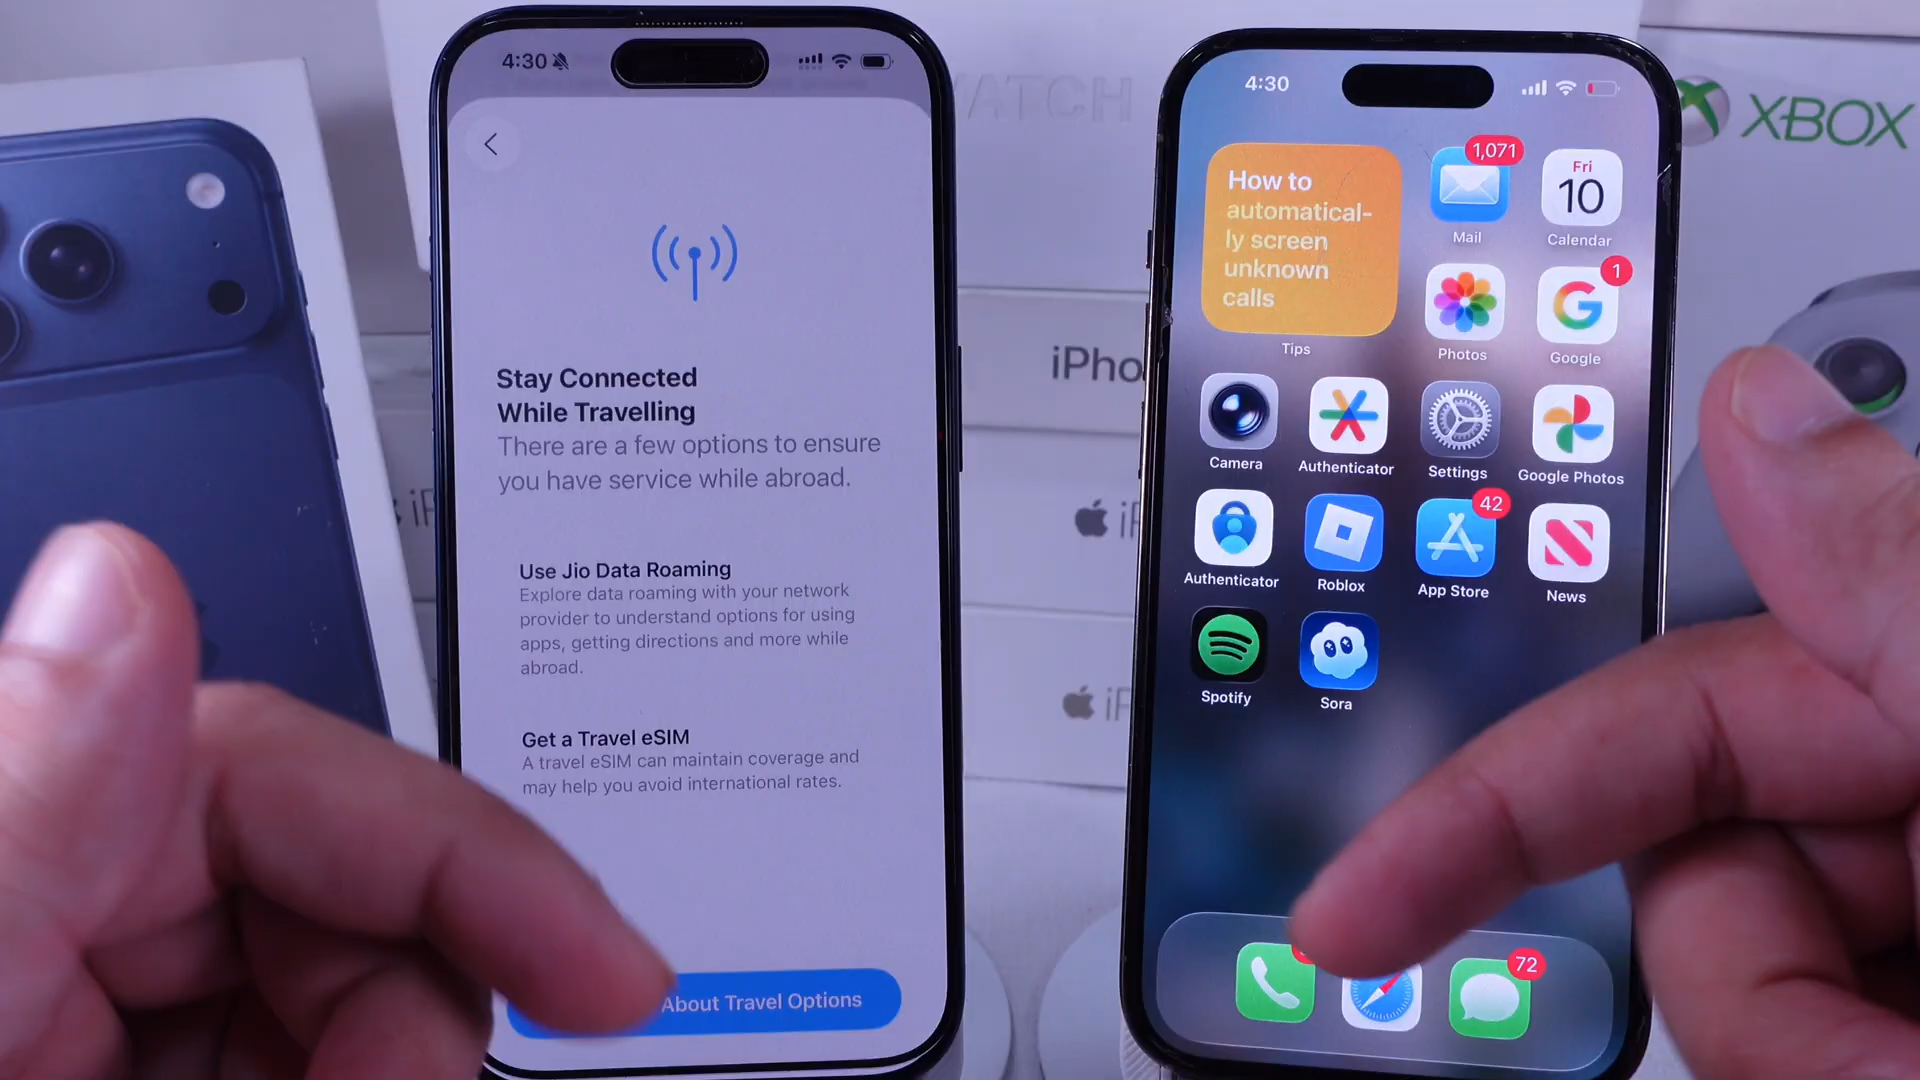 4:30
Stay Connected
While Travelling
There are a few options to ensure
you have service while abroad.
Use Jio Data Roaming
Explore data roaming with your network
provider to understand options for using
apps, getting directions and more while
abroad.
Get a Travel eSIM
A travel eSIM can maintain coverage and
may help you avoid international rates.
About Travel Options
WATCH
4:30
How to
automatical-
ly screen
unknown
calls
Tips
1,071
Mail
Fri
10
Calendar
Photos
1
Google
Camera
Authenticator
Settings
Google Photos
Authenticator
Roblox
42
App Store
News
Spotify
Sora
72
XBOX